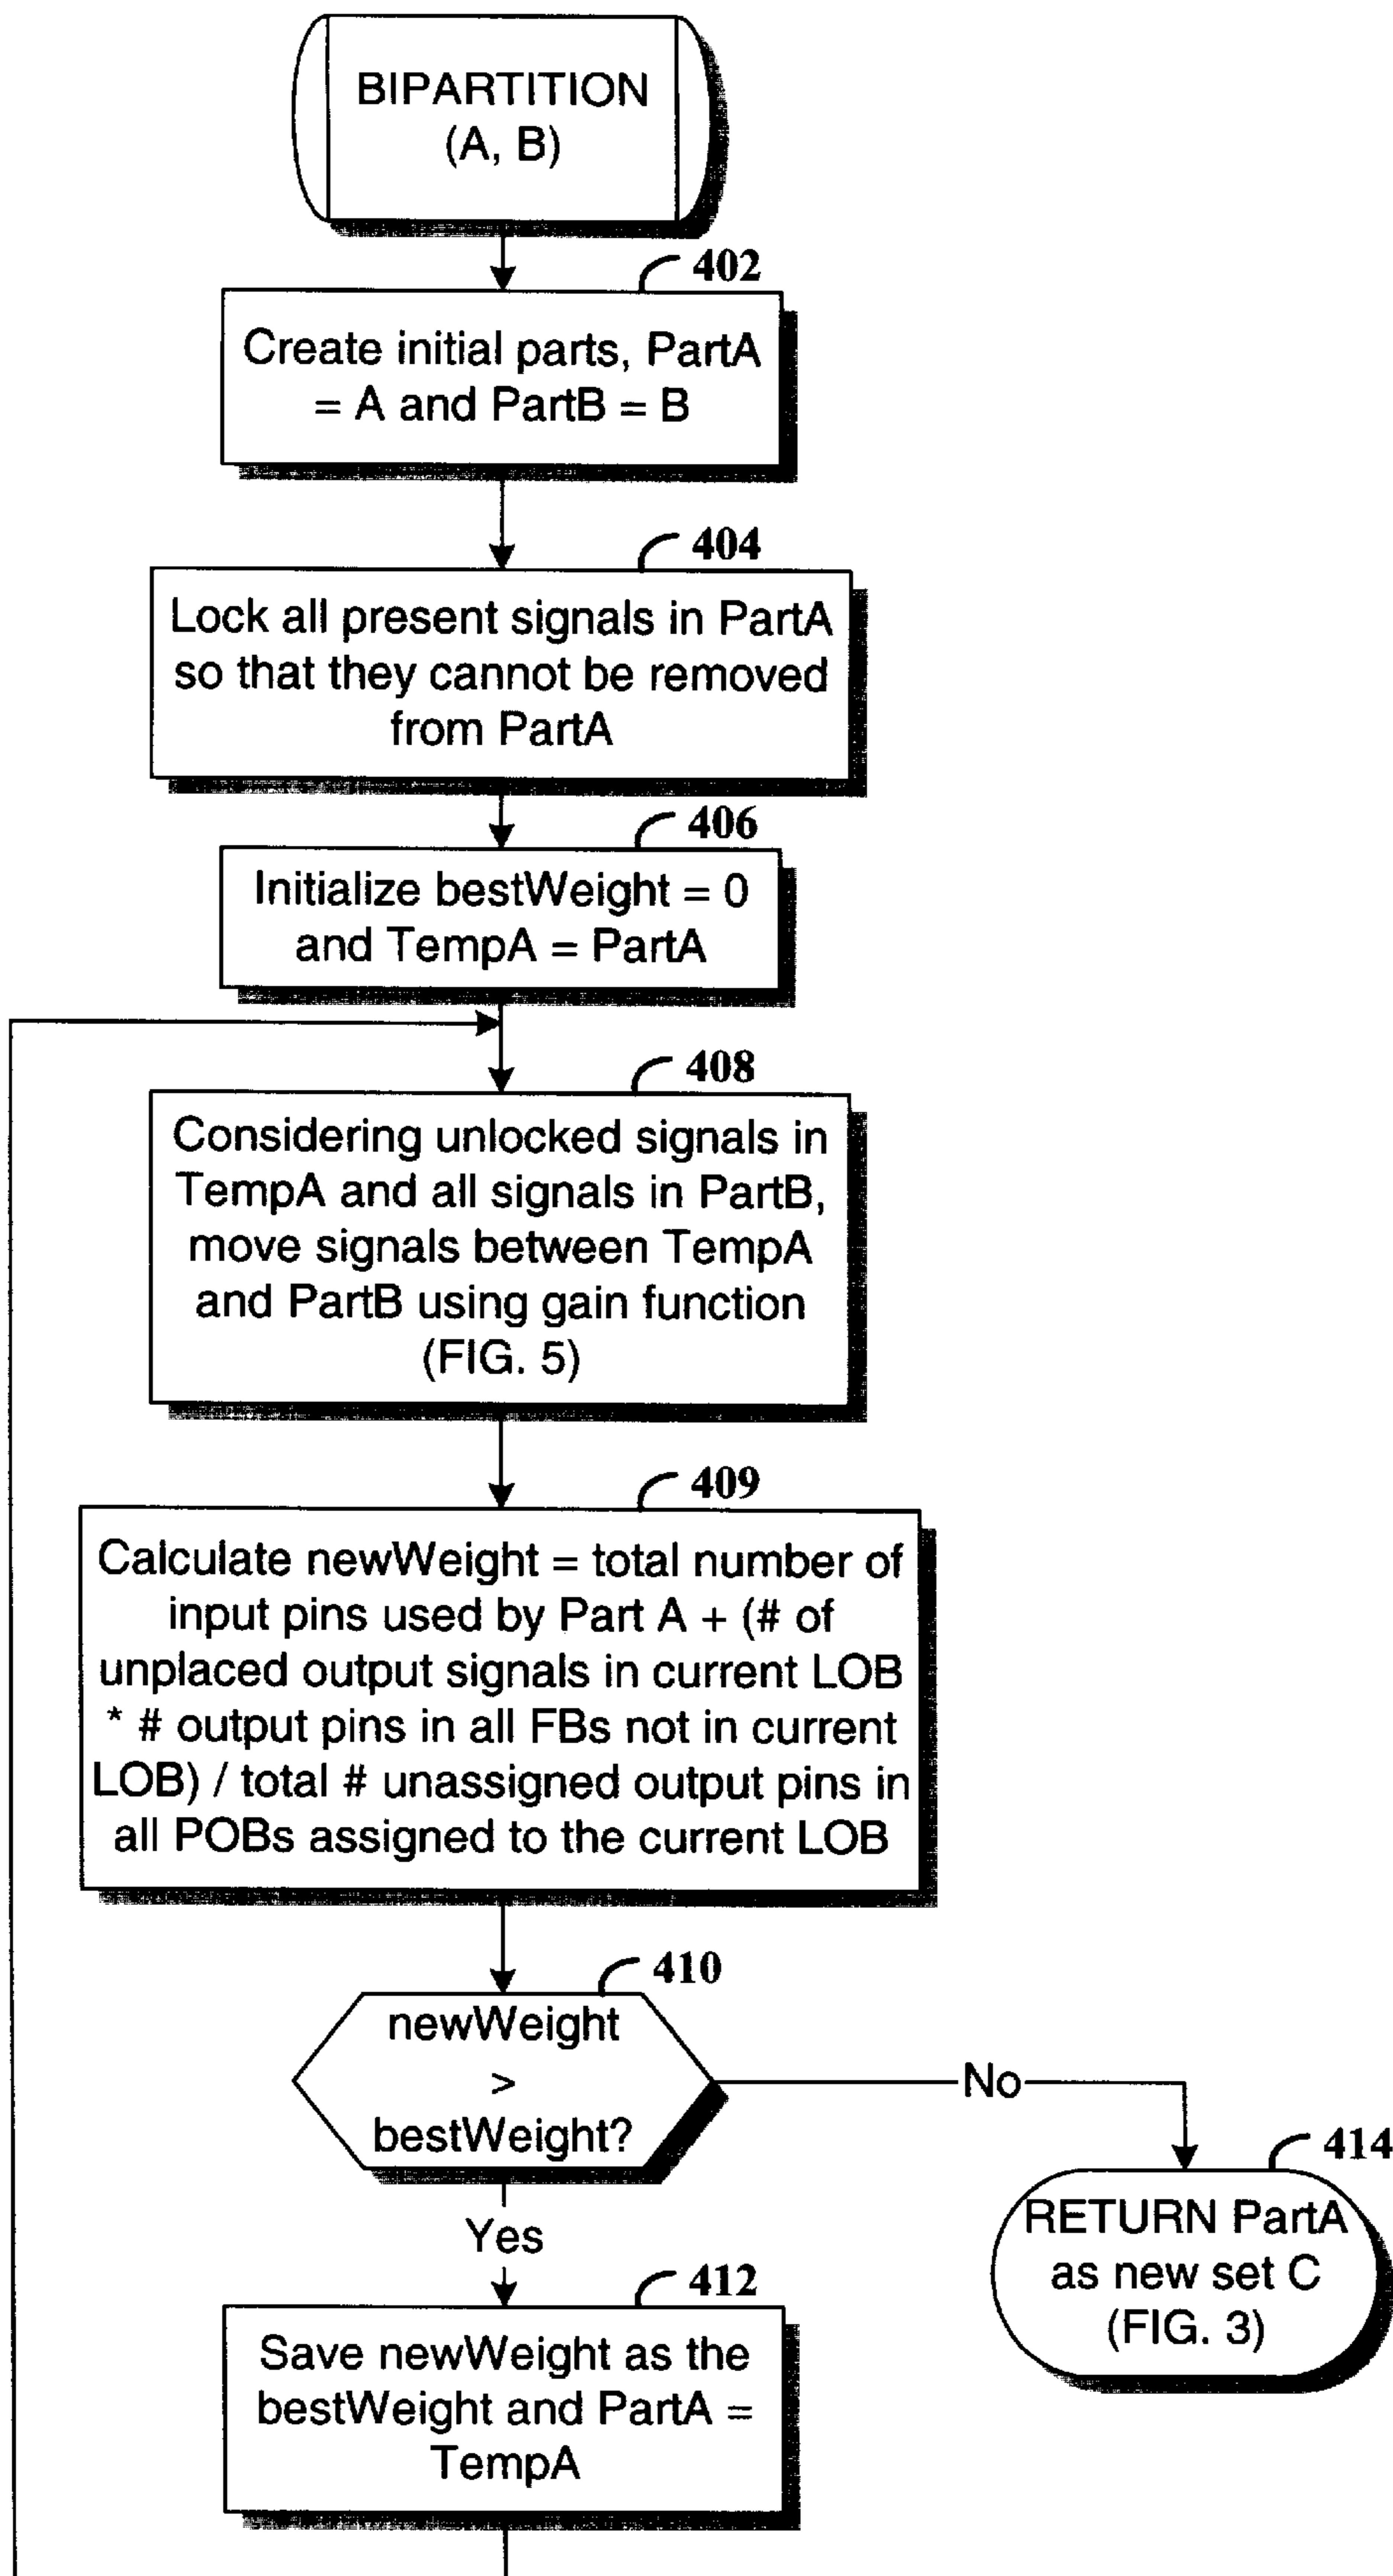 BIPARTITION
(A, B)
402
Create initial parts, PartA
= A and PartB = B
404
Lock all present signals in PartA
so that they cannot be removed
from PartA
406
Initialize bestWeight = 0
and TempA = PartA
408
Considering unlocked signals in
TempA and all signals in PartB,
move signals between TempA
and PartB using gain function
(FIG. 5)
409
Calculate newWeight = total number of
input pins used by Part A + (# of
unplaced output signals in current LOB
* # output pins in all FBs not in current
LOB) / total # unassigned output pins in
all POBs assigned to the current LOB
410
newWeight
>
bestWeight?
No
414
RETURN PartA
as new set C
(FIG. 3)
Yes
412
Save newWeight as the
bestWeight and PartA =
TempA